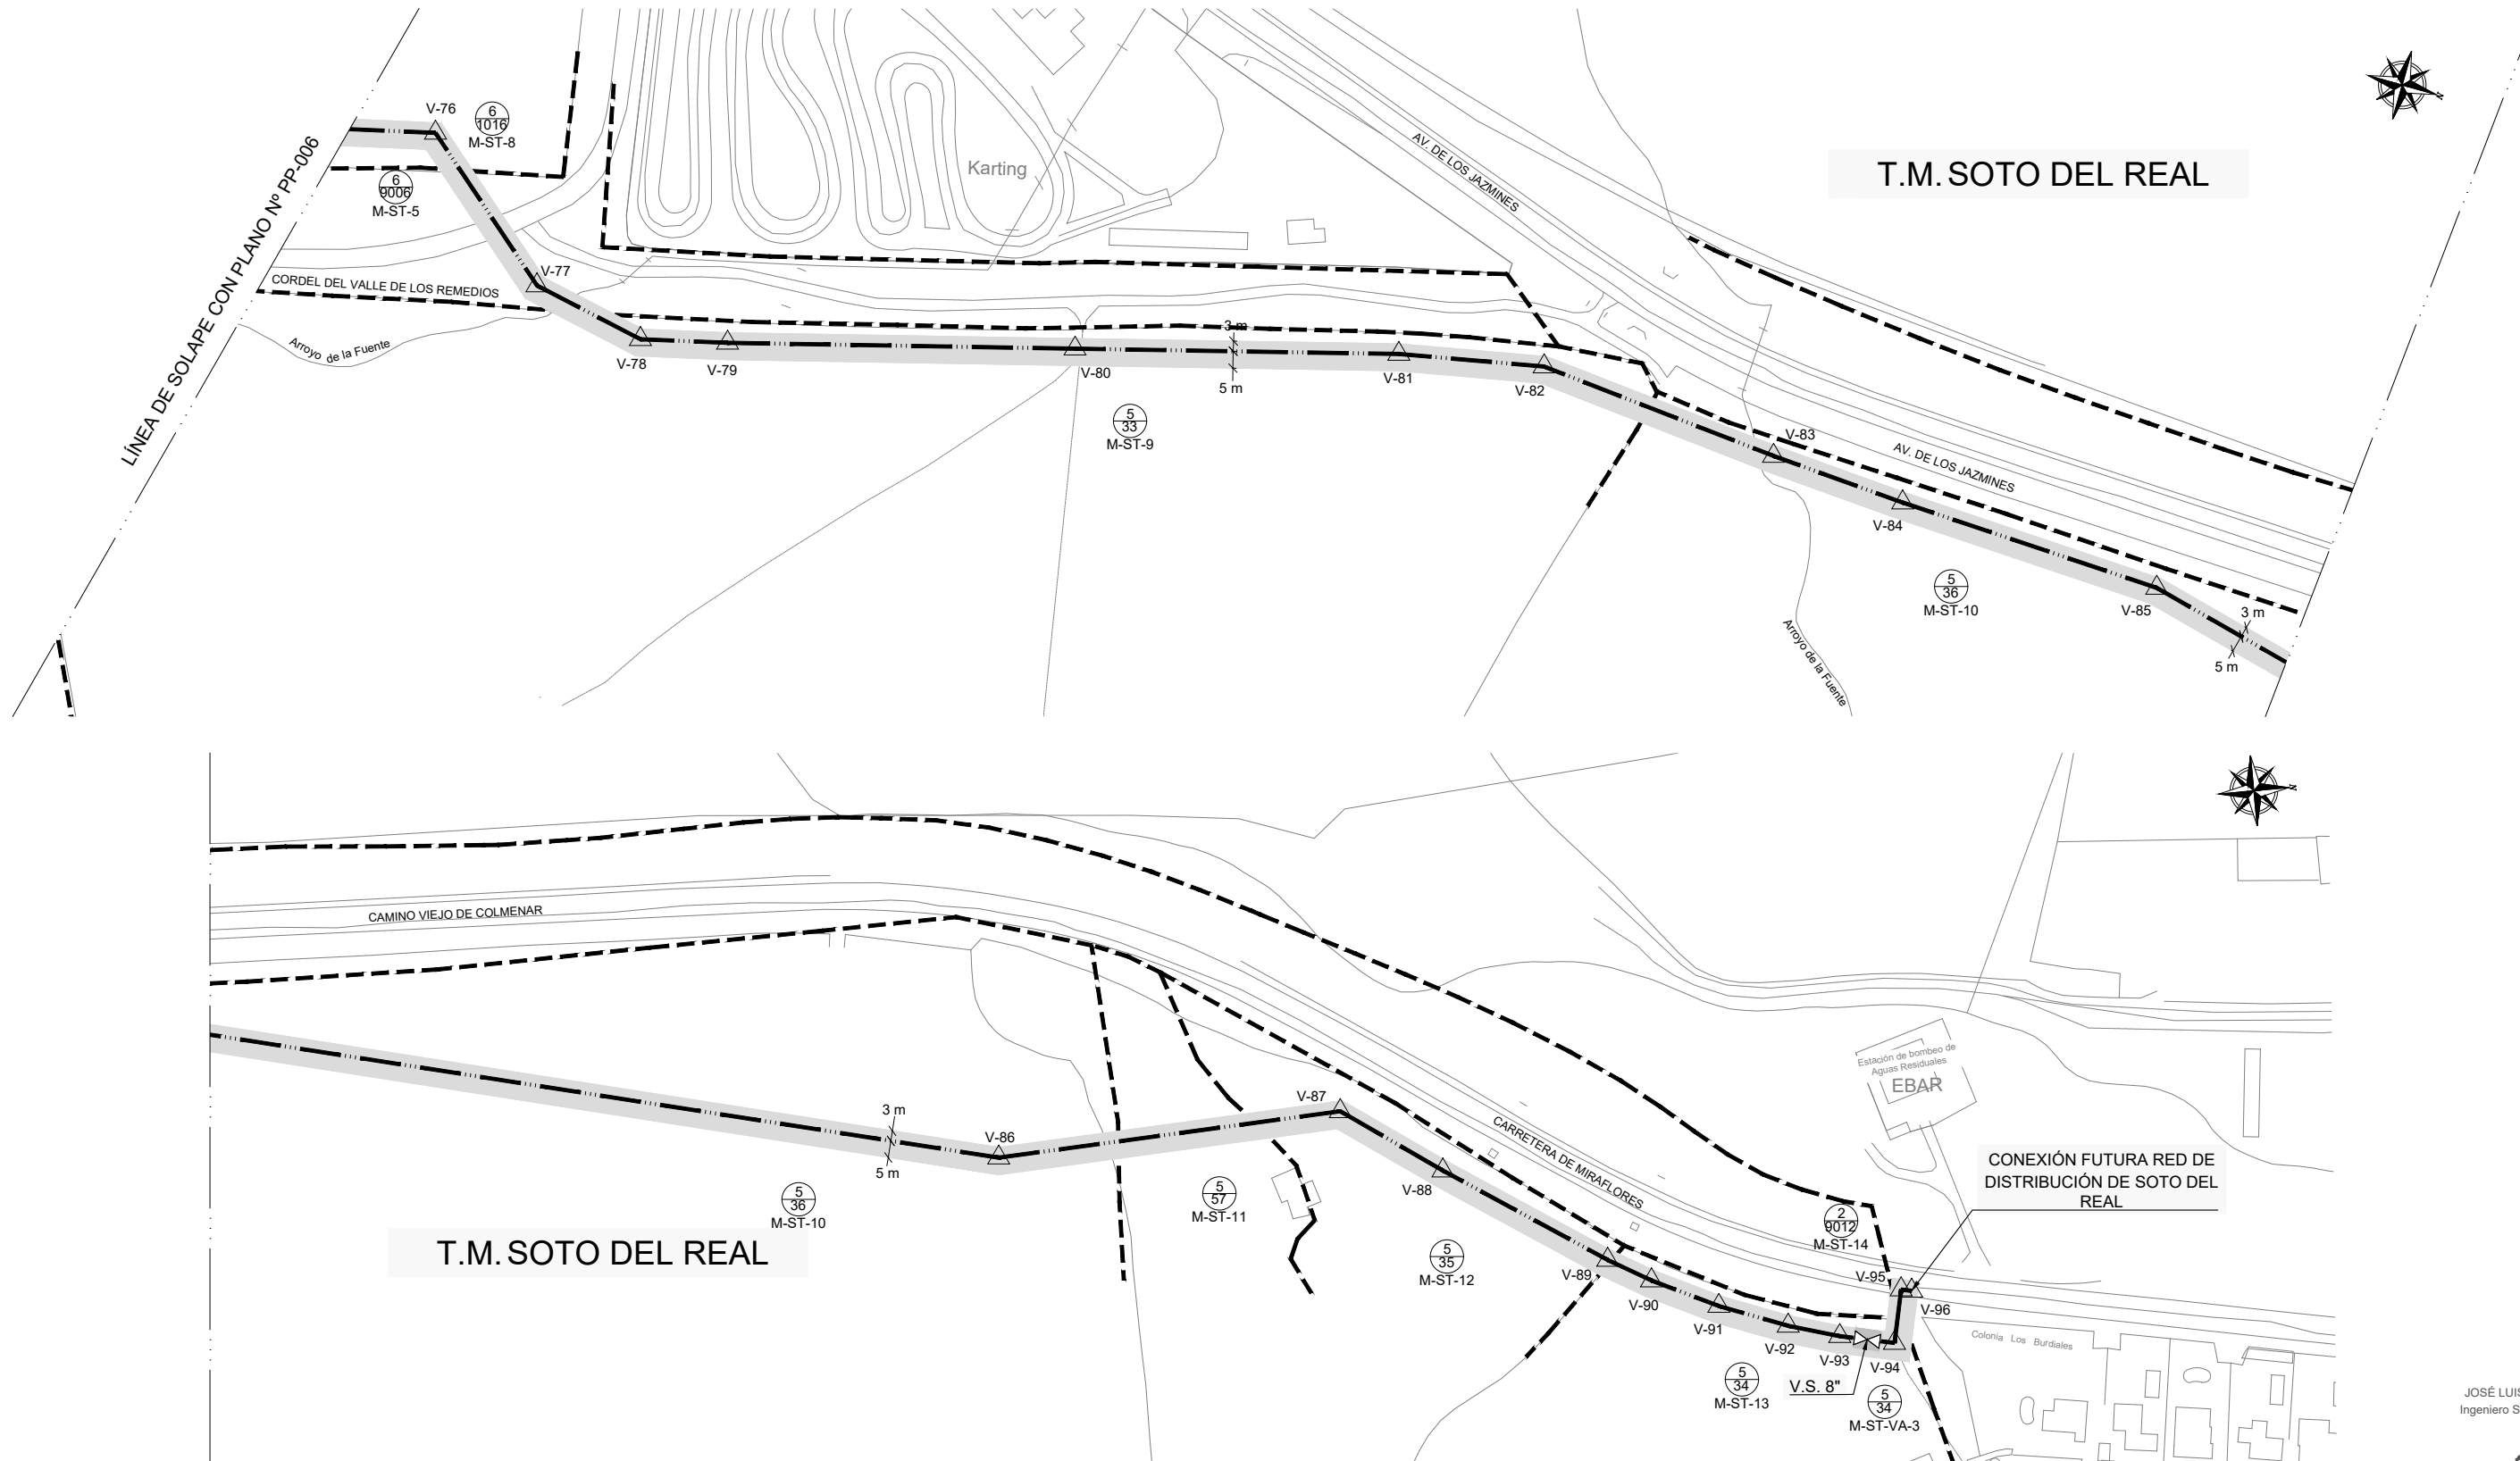 V-76
6
1016
M-ST-8
6
9006
M-ST-5
LÍNEA DE SOLAPE CON PLANO Nº PP-006
Karting
AV. DE LOS JAZMINES
T.M. SOTO DEL REAL
N
V-77
CORDEL DEL VALLE DE LOS REMEDIOS
Arroyo de la Fuente
V-78
V-79
V-80
3 m
5 m
V-81
V-82
5
33
M-ST-9
V-83
AV. DE LOS JAZMINES
V-84
5
36
M-ST-10
V-85
3 m
5 m
Arroyo de la Fuente
N
CAMINO VIEJO DE COLMENAR
Estación de bombeo de
Aguas Residuales
EBAR
3 m
5 m
V-86
V-87
V-88
CARRETERA DE MIRAFLORES
CONEXIÓN FUTURA RED DE
DISTRIBUCIÓN DE SOTO DEL
REAL
5
36
M-ST-10
5
57
M-ST-11
T.M. SOTO DEL REAL
5
35
M-ST-12
2
9012
M-ST-14
V-89
V-90
V-91
V-92
V-93
V-94
V-95
V-96
Colonia Los Burdiales
5
34
M-ST-13
V.S. 8"
5
34
M-ST-VA-3
JOSÉ LUIS
Ingeniero S